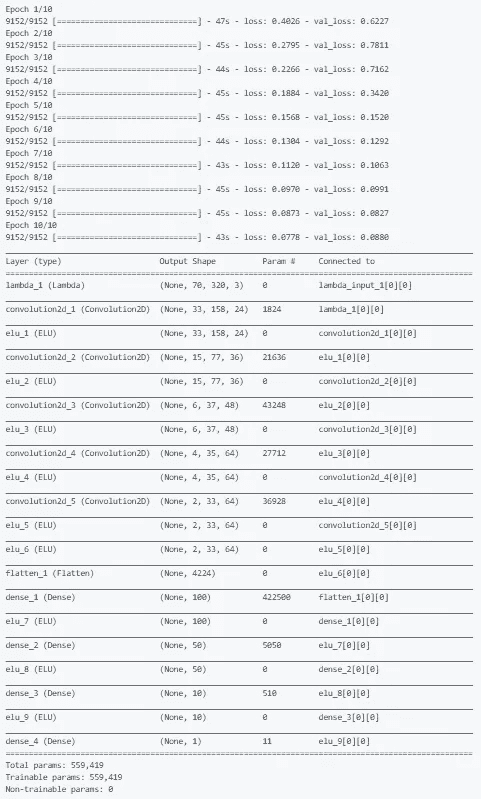 Epoch 1/10
9152/9152 [==============================] - 47s - loss: 0.4026 - val_loss: 0.6227
Epoch 2/10
9152/9152 [==============================] - 45s - loss: 0.2795 - val_loss: 0.7811
Epoch 3/10
9152/9152 [==============================] - 44s - loss: 0.2266 - val_loss: 0.7162
Epoch 4/10
9152/9152 [==============================] - 45s - loss: 0.1884 - val_loss: 0.3420
Epoch 5/10
9152/9152 [==============================] - 45s - loss: 0.1568 - val_loss: 0.1520
Epoch 6/10
9152/9152 [==============================] - 44s - loss: 0.1304 - val_loss: 0.1292
Epoch 7/10
9152/9152 [==============================] - 43s - loss: 0.1120 - val_loss: 0.1063
Epoch 8/10
9152/9152 [==============================] - 45s - loss: 0.0970 - val_loss: 0.0991
Epoch 9/10
9152/9152 [==============================] - 45s - loss: 0.0873 - val_loss: 0.0827
Epoch 10/10
9152/9152 [==============================] - 43s - loss: 0.0778 - val_loss: 0.0880
Layer (type) Output Shape Param # Connected to
lambda_1 (Lambda) (None, 70, 320, 3) 0 lambda_input_1[0][0]
convolution2d_1 (Convolution2D) (None, 33, 158, 24) 1824 lambda_1[0][0]
elu_1 (ELU) (None, 33, 158, 24) 0 convolution2d_1[0][0]
convolution2d_2 (Convolution2D) (None, 15, 77, 36) 21636 elu_1[0][0]
elu_2 (ELU) (None, 15, 77, 36) 0 convolution2d_2[0][0]
convolution2d_3 (Convolution2D) (None, 6, 37, 48) 43248 elu_2[0][0]
elu_3 (ELU) (None, 6, 37, 48) 0 convolution2d_3[0][0]
convolution2d_4 (Convolution2D) (None, 4, 35, 64) 27712 elu_3[0][0]
elu_4 (ELU) (None, 4, 35, 64) 0 convolution2d_4[0][0]
convolution2d_5 (Convolution2D) (None, 2, 33, 64) 36928 elu_4[0][0]
elu_5 (ELU) (None, 2, 33, 64) 0 convolution2d_5[0][0]
elu_6 (ELU) (None, 2, 33, 64) 0 elu_5[0][0]
flatten_1 (Flatten) (None, 4224) 0 elu_6[0][0]
dense_1 (Dense) (None, 100) 422500 flatten_1[0][0]
elu_7 (ELU) (None, 100) 0 dense_1[0][0]
dense_2 (Dense) (None, 50) 5050 elu_7[0][0]
elu_8 (ELU) (None, 50) 0 dense_2[0][0]
dense_3 (Dense) (None, 10) 510 elu_8[0][0]
elu_9 (ELU) (None, 10) 0 dense_3[0][0]
dense_4 (Dense) (None, 1) 11 elu_9[0][0]
Total params: 559,419
Trainable params: 559,419
Non-trainable params: 0